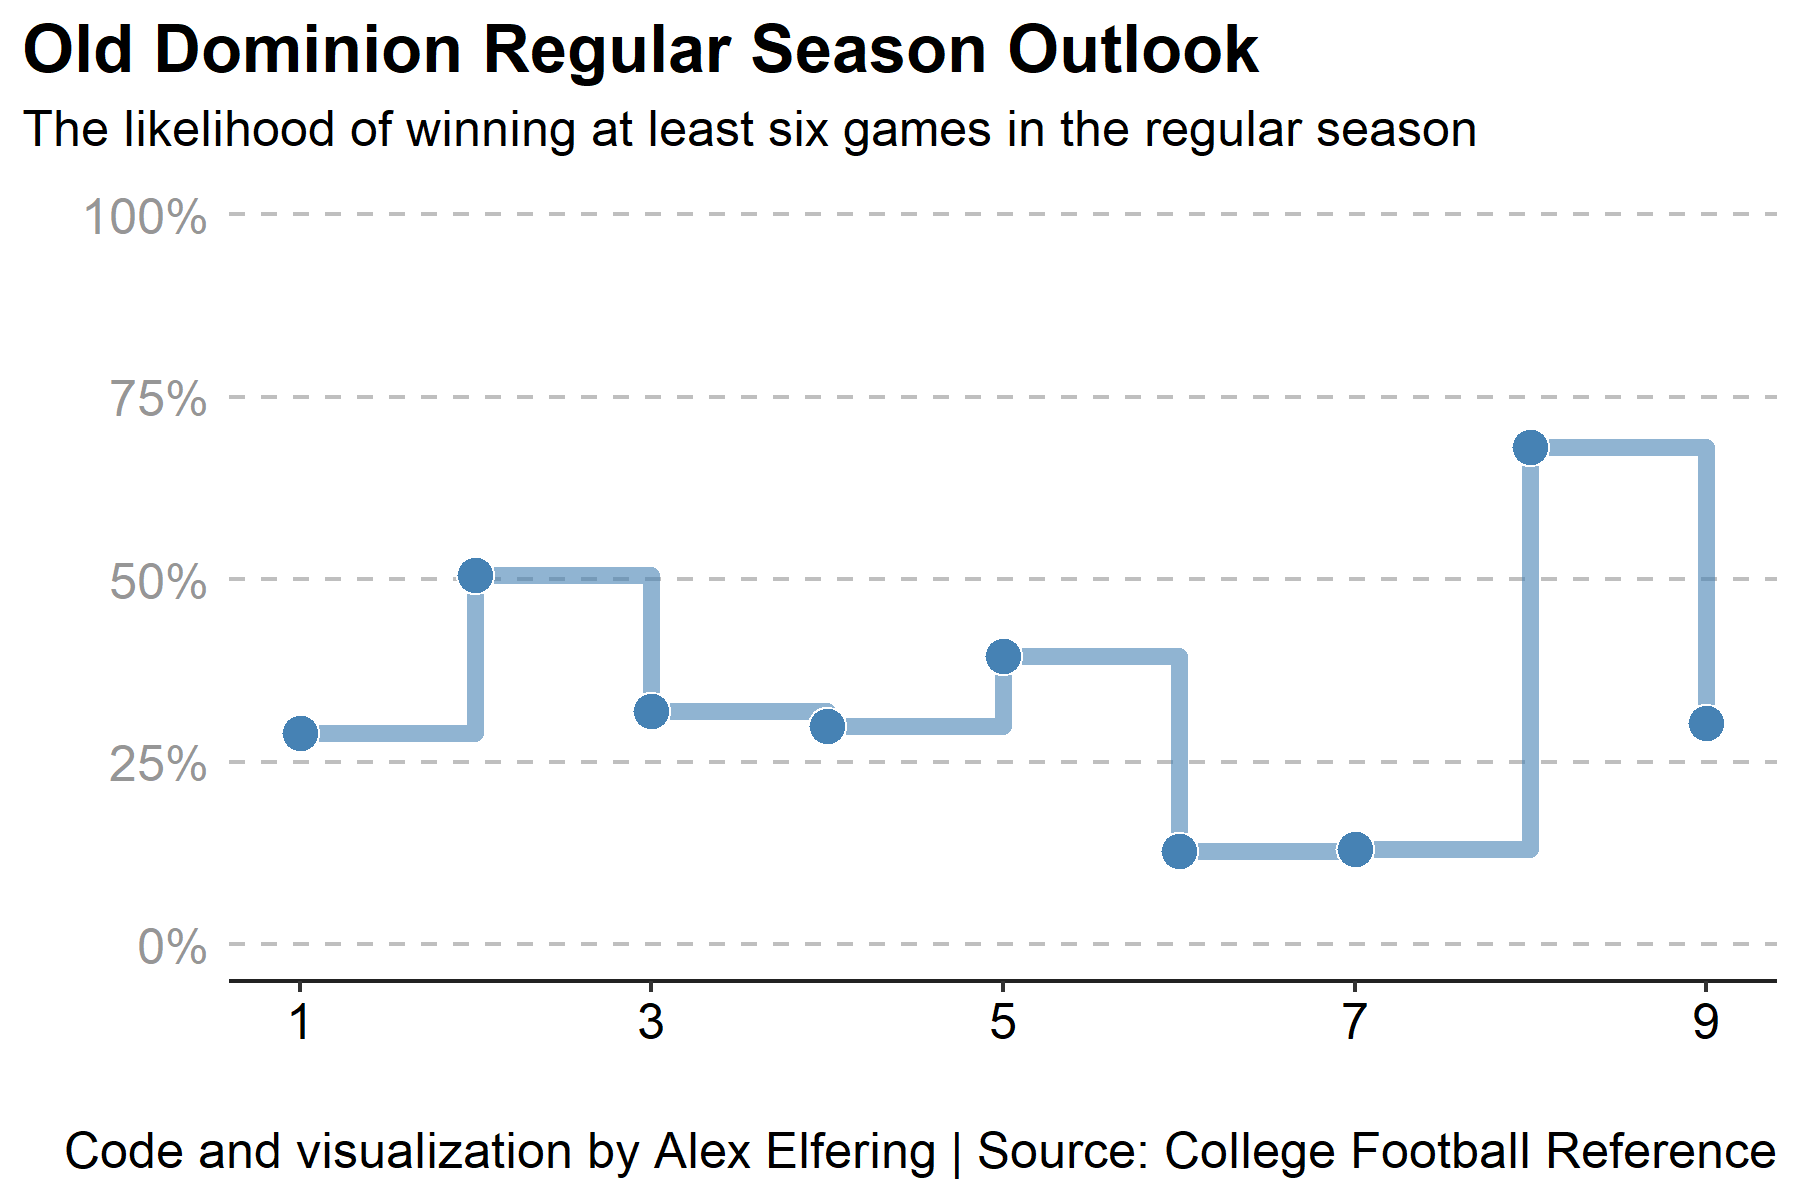 Old Dominion Regular Season Outlook
The likelihood of winning at least six games in the regular season
100%
75%
50%
25%
0%
1 3 5 7 9
Code and visualization by Alex Elfering | Source: College Football Reference